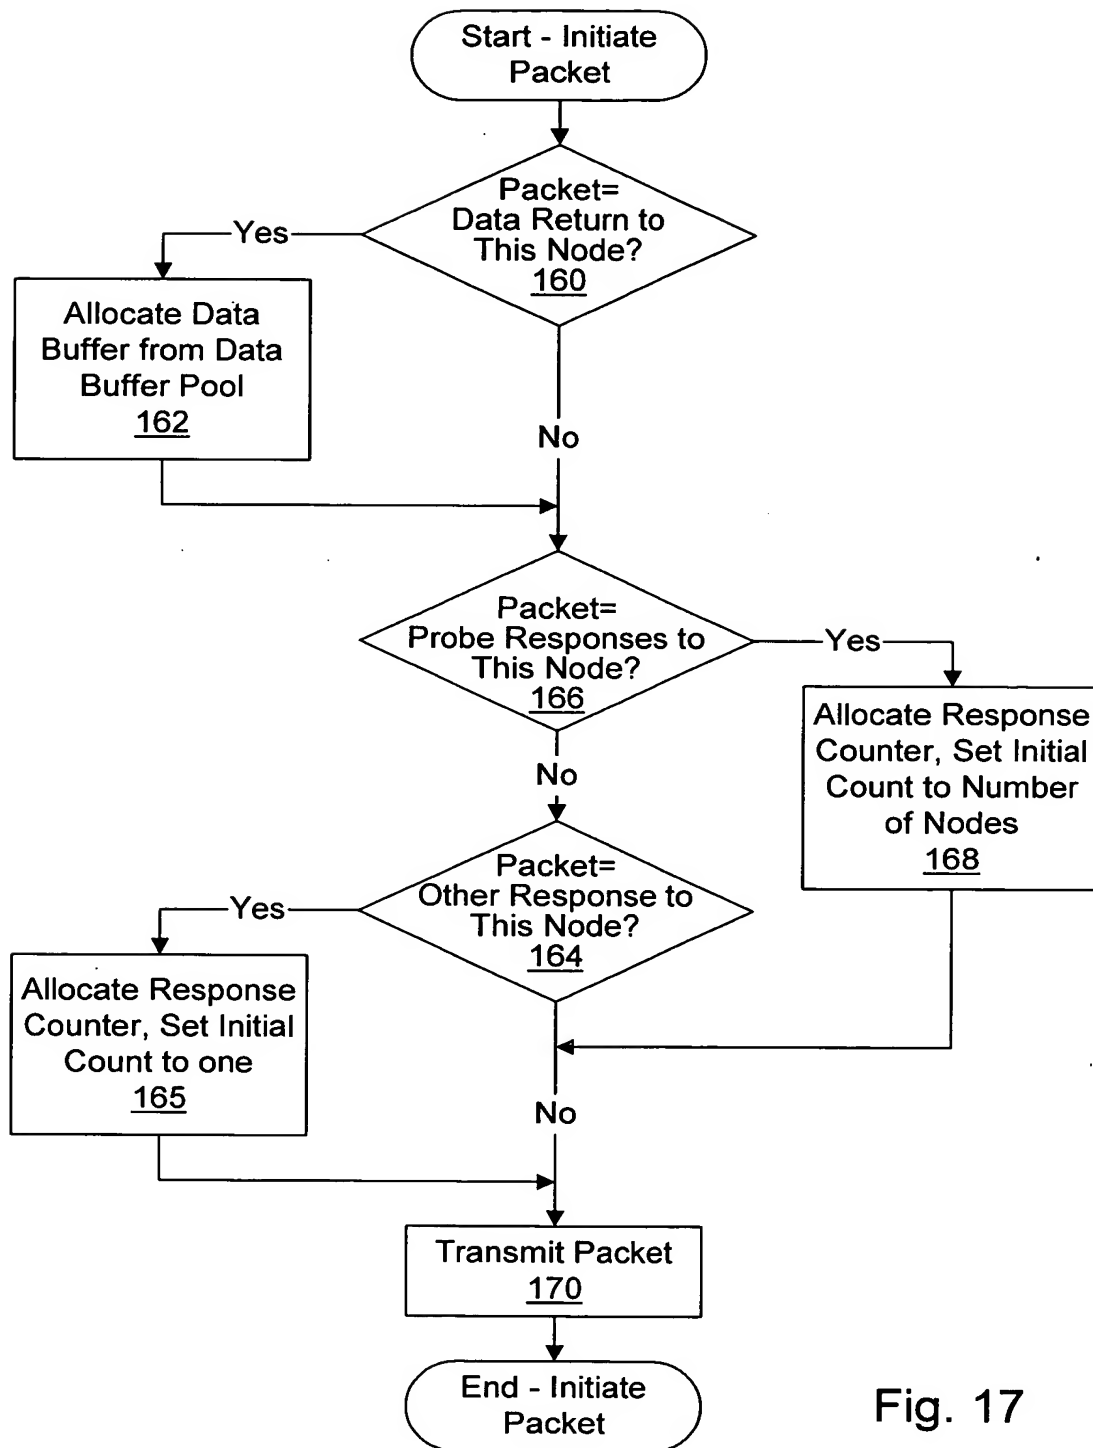 Start - Initiate
Packet
Packet=
Data Return to
This Node?
160
Yes
Allocate Data
Buffer from Data
Buffer Pool
162
No
Packet=
Probe Responses to
This Node?
166
Yes
Allocate Response
Counter, Set Initial
Count to Number
of Nodes
168
No
Packet=
Other Response to
This Node?
164
Yes
Allocate Response
Counter, Set Initial
Count to one
165
No
Transmit Packet
170
End - Initiate
Packet
Fig. 17